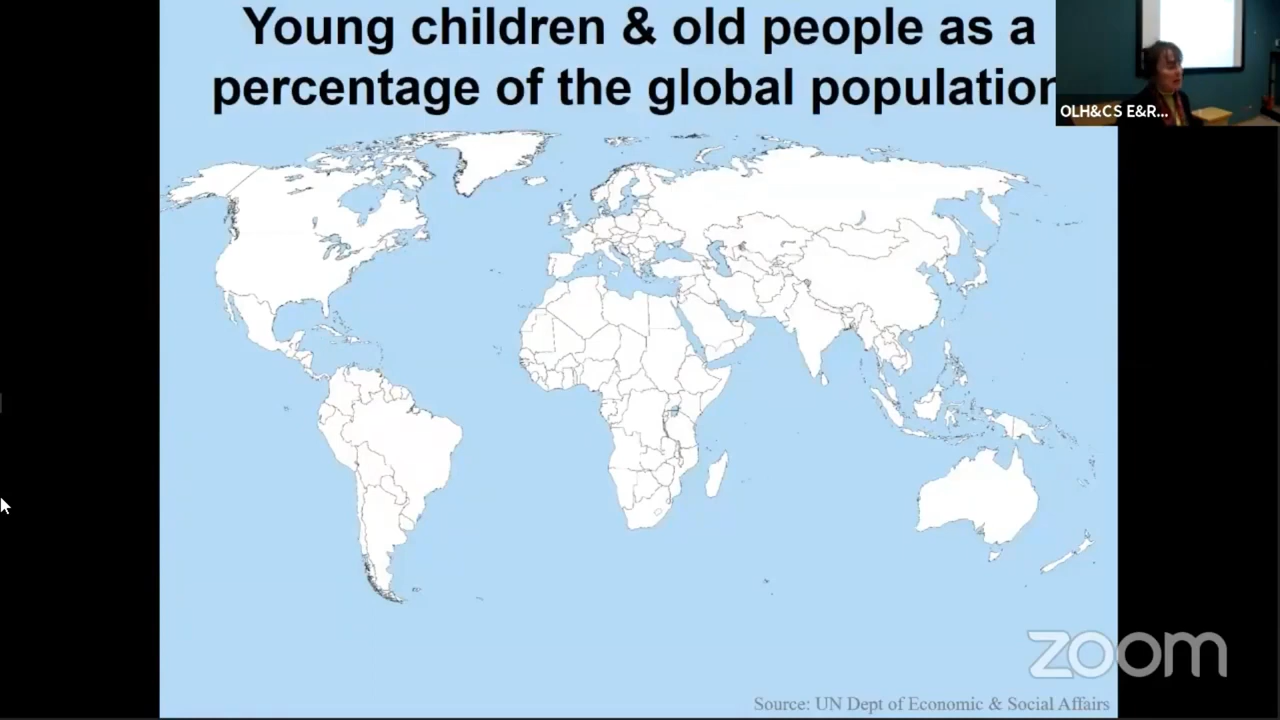 Young children & old people as a
percentage of the global population
OLH&CS E&R...
zoom
Source: UN Dept of Economic & Social Affairs